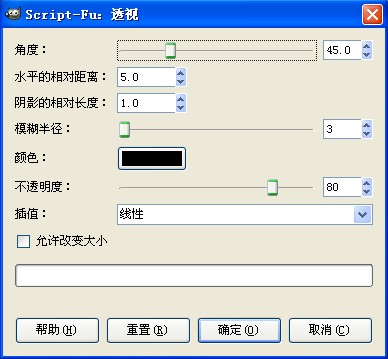 Script-Fu: 透视
角度： 45.0
水平的相对距离： 5.0
阴影的相对长度： 1.0
模糊半径： 3
颜色：
不透明度： 80
插值： 线性
允许改变大小
帮助(H) 重置(R) 确定(O) 取消(C)